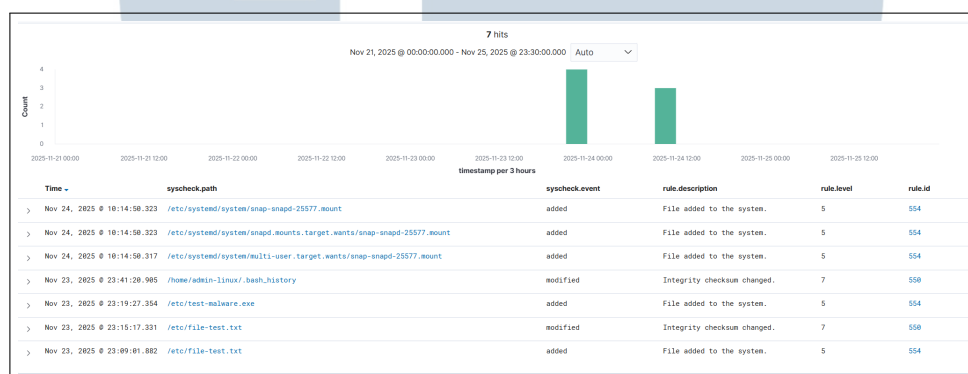 7 hits
Nov 21, 2025 @ 00:00:00.000 - Nov 25, 2025 @ 23:30:00.000 Auto
Count
4
3
2
1
0
2025-11-21 00:00 2025-11-21 12:00 2025-11-22 00:00 2025-11-22 12:00 2025-11-23 00:00 2025-11-23 12:00 2025-11-24 00:00 2025-11-24 12:00 2025-11-25 00:00 2025-11-25 12:00
timestamp per 3 hours
Time syscheck.path syscheck.event rule.description rule.level rule.id
Nov 24, 2025 @ 10:14:50.323 /etc/systemd/system/snap-snapd-25577.mount added File added to the system. 5 554
Nov 24, 2025 @ 10:14:50.323 /etc/systemd/system/snapd.mounts.target.wants/snap-snapd-25577.mount added File added to the system. 5 554
Nov 24, 2025 @ 10:14:50.317 /etc/systemd/system/multi-user.target.wants/snap-snapd-25577.mount added File added to the system. 5 554
Nov 23, 2025 @ 23:41:20.905 /home/admin-linux/.bash_history modified Integrity checksum changed. 7 550
Nov 23, 2025 @ 23:19:27.354 /etc/test-malware.exe added File added to the system. 5 554
Nov 23, 2025 @ 23:15:17.331 /etc/file-test.txt modified Integrity checksum changed. 7 550
Nov 23, 2025 @ 23:09:01.882 /etc/file-test.txt added File added to the system. 5 554